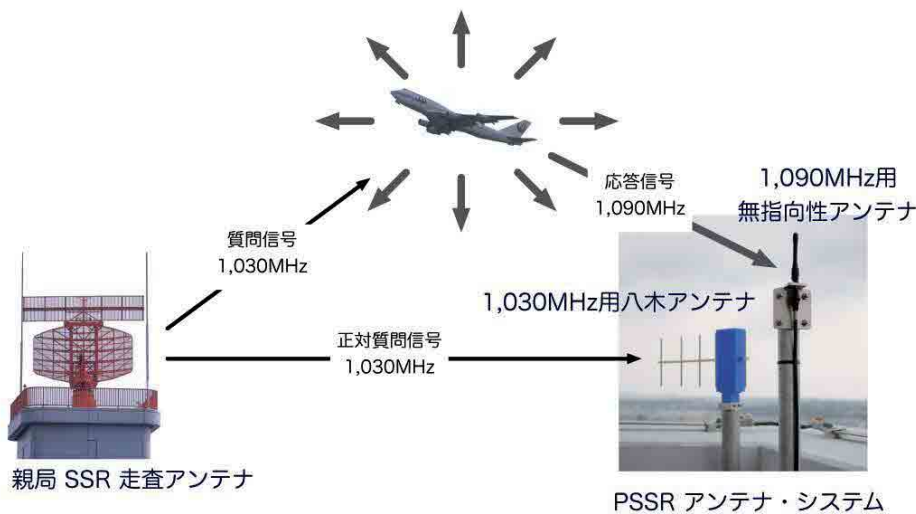 応答信号
1,090MHz
1,090MHz用
無指向性アンテナ
質問信号
1,030MHz
1,030MHz用八木アンテナ
正対質問信号
1,030MHz
親局 SSR 走査アンテナ
PSSR アンテナ・システム